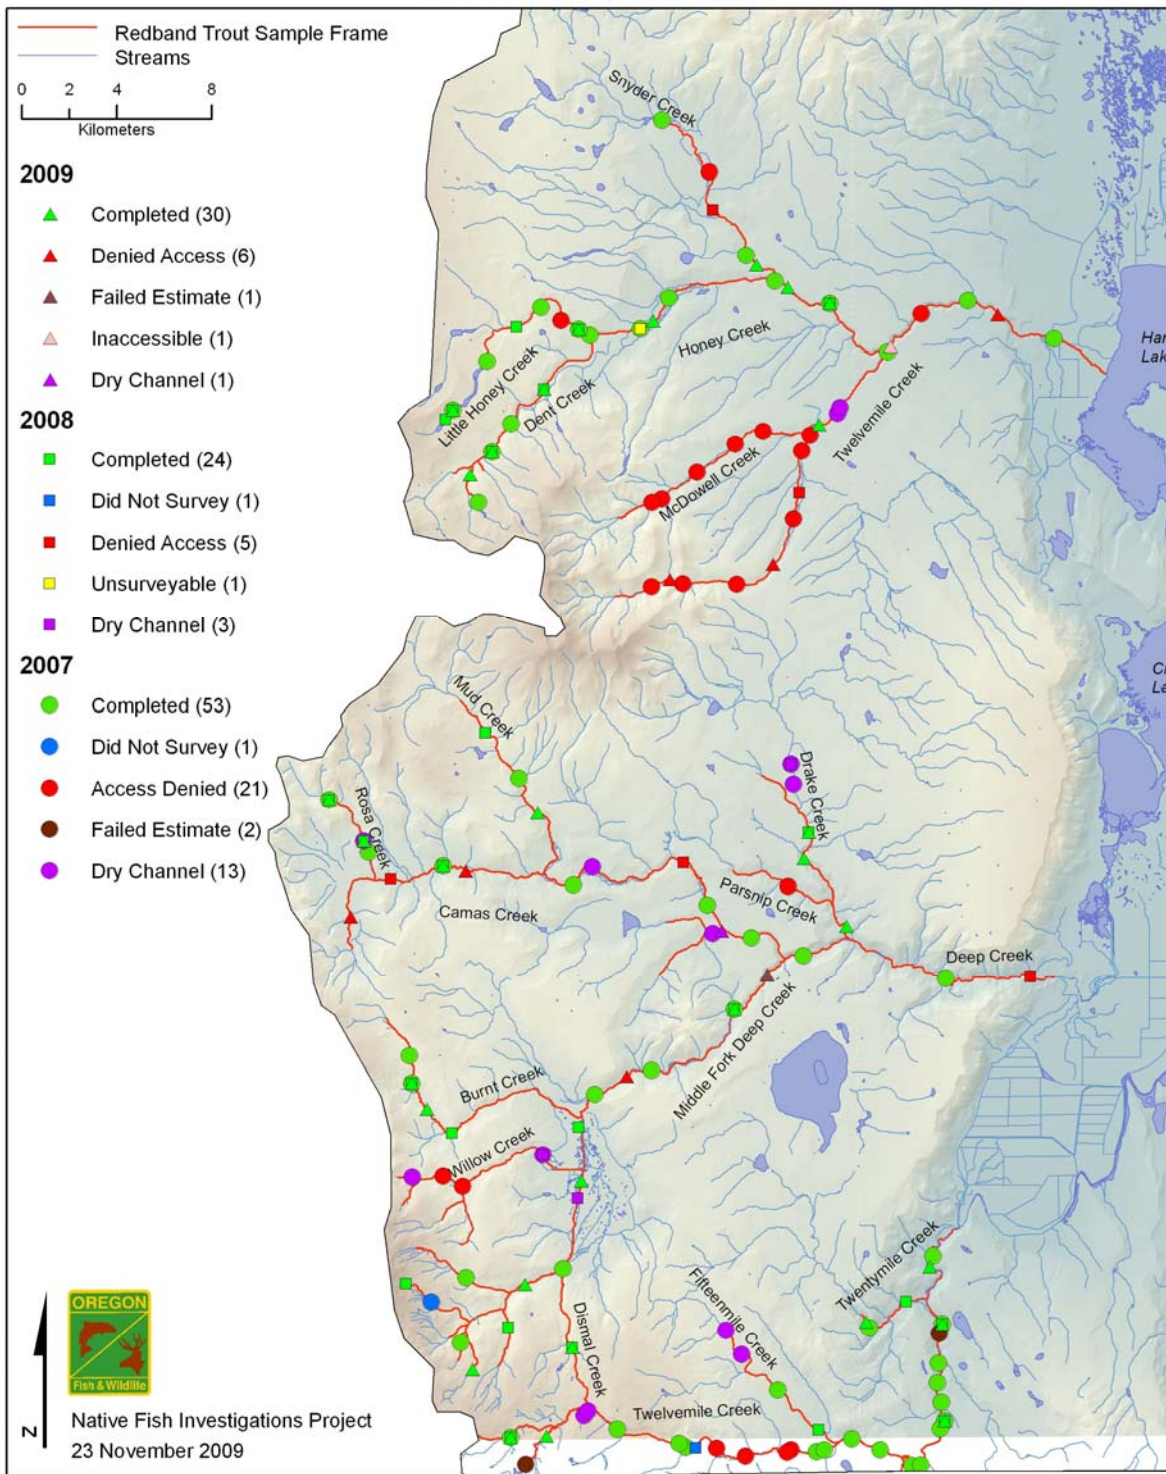 Redband Trout Sample Frame
Streams
0 2 4 8
Kilometers
2009
Completed (30)
Denied Access (6)
Failed Estimate (1)
Inaccessible (1)
Dry Channel (1)
2008
Completed (24)
Did Not Survey (1)
Denied Access (5)
Unsurveyable (1)
Dry Channel (3)
2007
Completed (53)
Did Not Survey (1)
Access Denied (21)
Failed Estimate (2)
Dry Channel (13)
Snyder Creek
Honey Creek
Har
Lak
Little Honey Creek
Dent Creek
Twelvemile Creek
McDowell Creek
Mud Creek
Drake Creek
Rosa Creek
Parsnip Creek
Camas Creek
Deep Creek
Middle Fork Deep Creek
Burnt Creek
Willow Creek
Twentymile Creek
Fifteenmile Creek
Dismal Creek
Twelvemile Creek
OREGON
Fish & Wildlife
N
Native Fish Investigations Project
23 November 2009